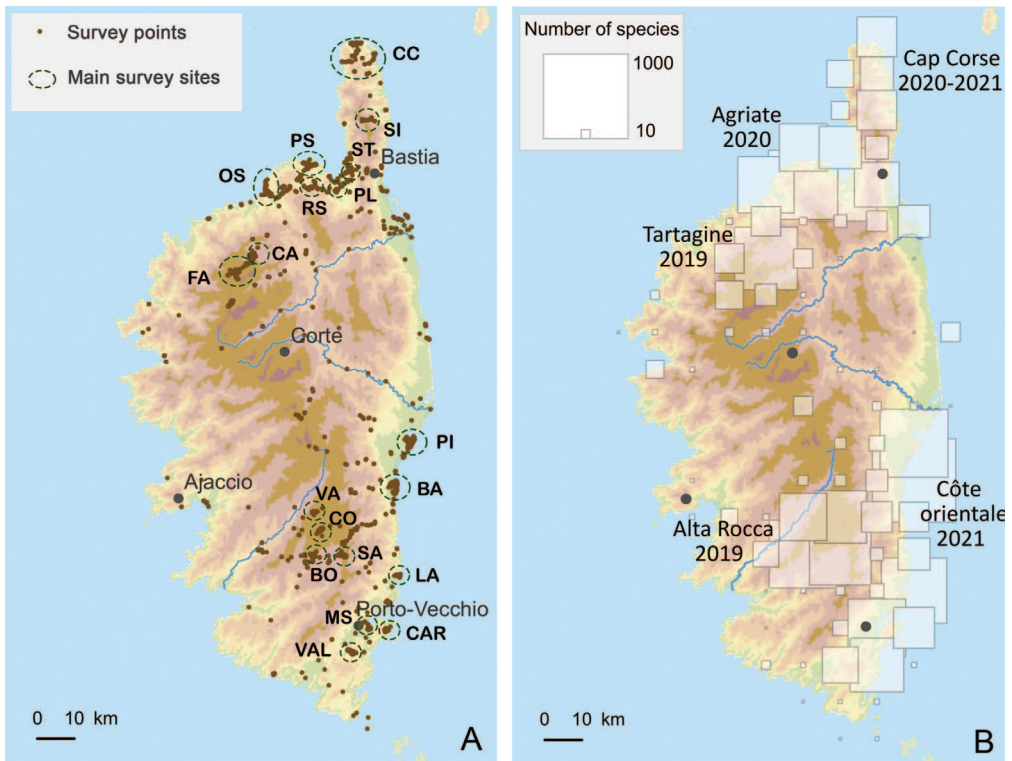 Survey points
Main survey sites
CC
SI
PS
ST
Bastia
OS
RS
PL
CA
FA
Corte
PI
Ajaccio
BA
VA
CO
SA
BO
LA
MS
Porto-Vecchio
CAR
VAL
0 10 km
A
Number of species
1000
10
Cap Corse
2020-2021
Agriate
2020
Tartagine
2019
Côte
orientale
2021
Alta Rocca
2019
0 10 km
B